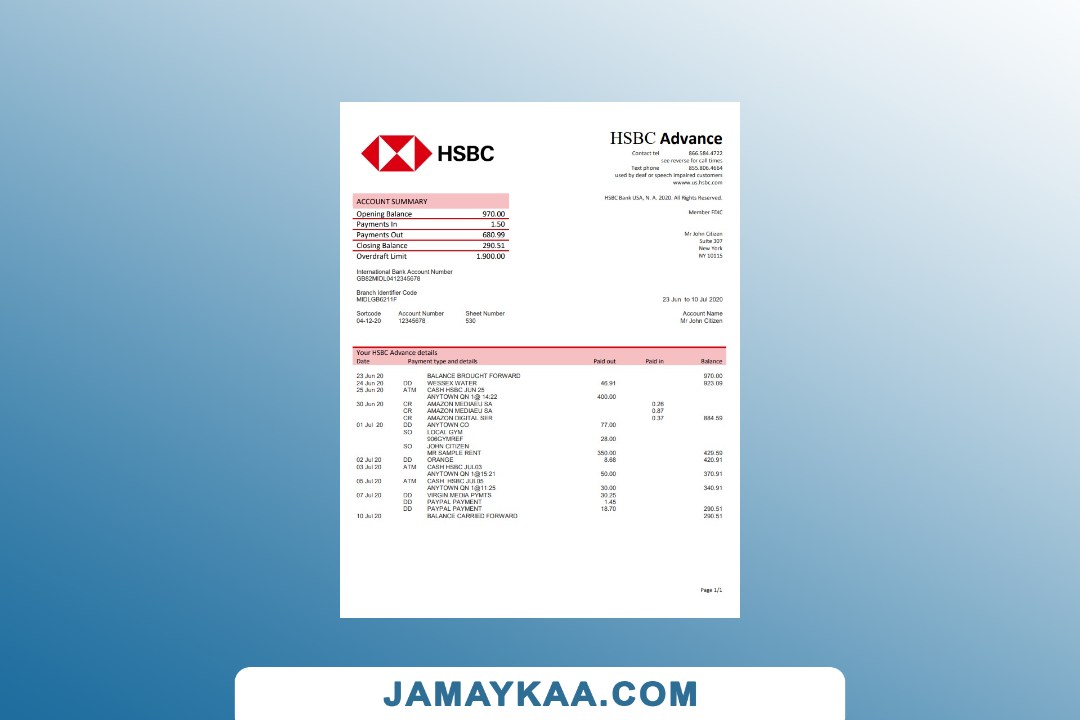 HSBC
HSBC Advance
Contact tel 866.584.4722
see reverse for call times
Text phone 855.806.4664
used by deaf or speech impaired customers
wwww us.hsbc.com
HSBC Bank USA, N. A. 2020. All Rights Reserved.
Member FDIC
ACCOUNT SUMMARY
Opening Balance 970.00
Payments In 1.50
Payments Out 680.99
Closing Balance 290.51
Overdraft Limit 1.900.00
Mr John Citizen
Suite 307
New York
NY 10115
International Bank Account Number
GB82MIDL0412345678
Branch Identifier Code
MIDLGB6211F
23 Jun to 10 Jul 2020
Sortcode Account Number Sheet Number
04-12-20 12345678 530
Account Name
Mr John Citizen
Your HSBC Advance details
Date Payment type and details Paid out Paid in Balance
23 Jun 20 BALANCE BROUGHT FORWARD 970.00
24 Jun 20 DD WESSEX WATER 46.91 923.09
25 Jun 20 ATM CASH HSBC JUN 25
ANYTOWN QN 1@ 14:22 400.00
30 Jun 20 CR AMAZON MEDIAEU SA 0.26
CR AMAZON MEDIAEU SA 0.87
CR AMAZON DIGITAL SER 0.37 884.59
01 Jul 20 DD ANYTOWN CO 77.00
SO LOCAL GYM
906GYMREF 28.00
SO JOHN CITIZEN
MR SAMPLE RENT 350.00 429.59
02 Jul 20 DD ORANGE 8.68 420.91
03 Jul 20 ATM CASH HSBC JUL03
ANYTOWN QN 1@15:21 50.00 370.91
05 Jul 20 ATM CASH HSBC JUL05
ANYTOWN QN 1@11:25 30.00 340.91
07 Jul 20 DD VIRGIN MEDIA PYMTS 30.25
DD PAYPAL PAYMENT 1.45
DD PAYPAL PAYMENT 18.70 290.51
10 Jul 20 BALANCE CARRIED FORWARD 290.51
Page 1/1
JAMAYKAA.COM